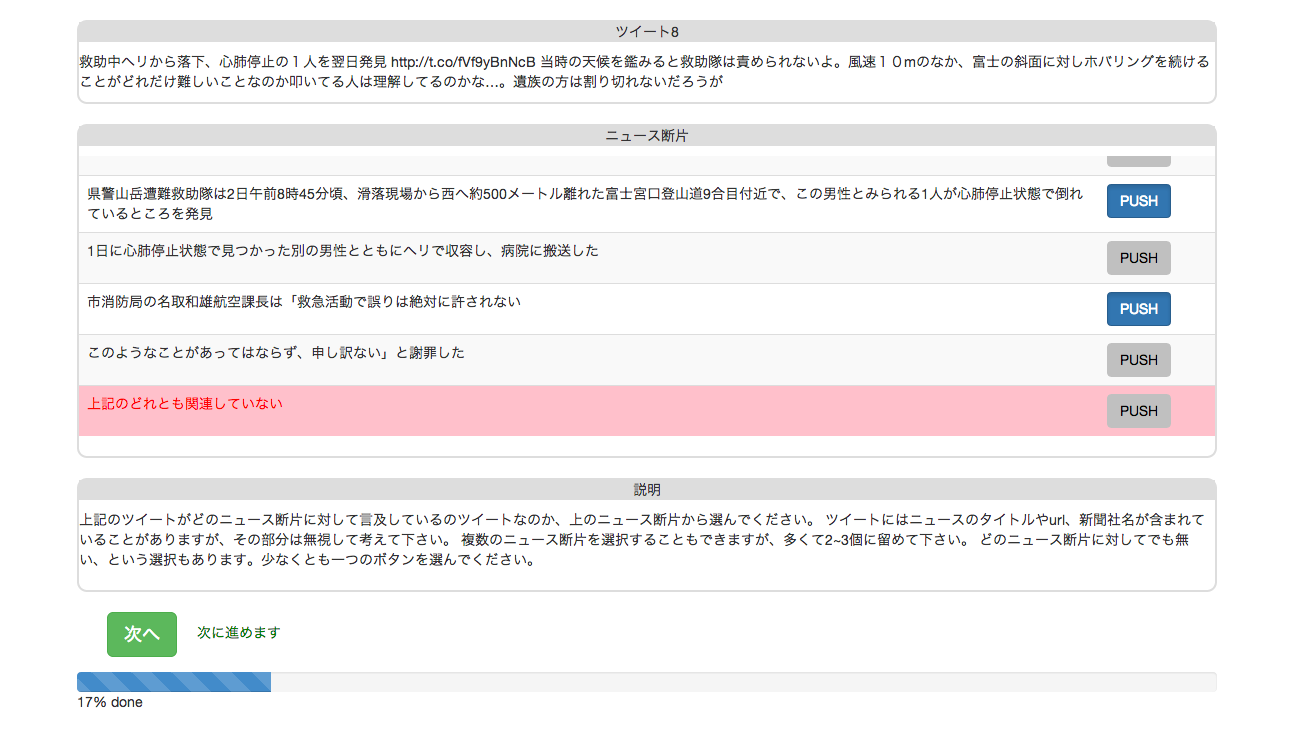 ツイート8
救助中ヘリから落下、心肺停止の１人を翌日発見 http://t.co/fVf9yBnNcB 当時の天候を鑑みると救助隊は責められないよ。風速１０mのなか、富士の斜面に対しホバリングを続ける
ことがどれだけ難しいことなのか叩いてる人は理解してるのかな…。遺族の方は割り切れないだろうが
ニュース断片
県警山岳遭難救助隊は2日午前8時45分頃、滑落現場から西へ約500メートル離れた富士宮口登山道9合目付近で、この男性とみられる1人が心肺停止状態で倒れ
ているところを発見
PUSH
1日に心肺停止状態で見つかった別の男性とともにヘリで収容し、病院に搬送した
PUSH
市消防局の名取和雄航空課長は「救急活動で誤りは絶対に許されない
PUSH
このようなことがあってはならず、申し訳ない」と謝罪した
PUSH
上記のどれとも関連していない
PUSH
説明
上記のツイートがどのニュース断片に対して言及しているのツイートなのか、上のニュース断片から選んでください。 ツイートにはニュースのタイトルやurl、新聞社名が含まれて
いることがありますが、その部分は無視して考えて下さい。 複数のニュース断片を選択することもできますが、多くて2~3個に留めて下さい。 どのニュース断片に対してでも無
い、という選択もあります。少なくとも一つのボタンを選んでください。
次へ
次に進めます
17% done